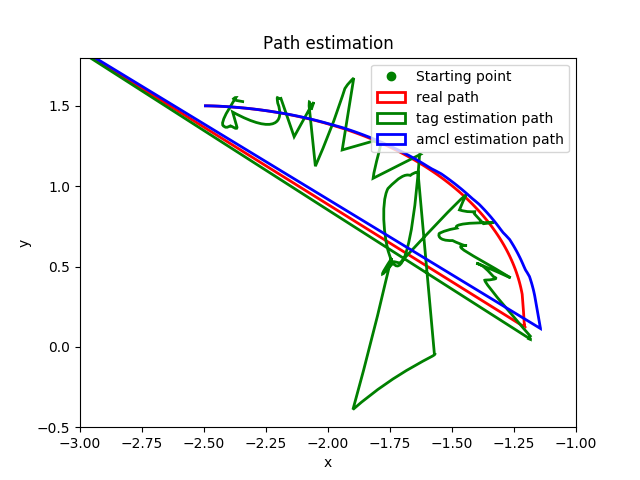 Path estimation
Starting point
real path
tag estimation path
amcl estimation path
y
1.5
1.0
0.5
0.0
−0.5
−3.00 −2.75 −2.50 −2.25 −2.00 −1.75 −1.50 −1.25 −1.00
x